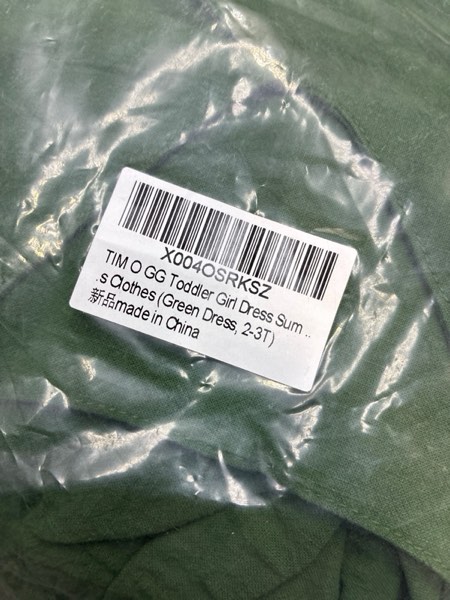 X004OSRKSZ
TIM O GG Toddler Girl Dress Sum ..
.s Clothes (Green Dress, 2-3T)
新品made in China